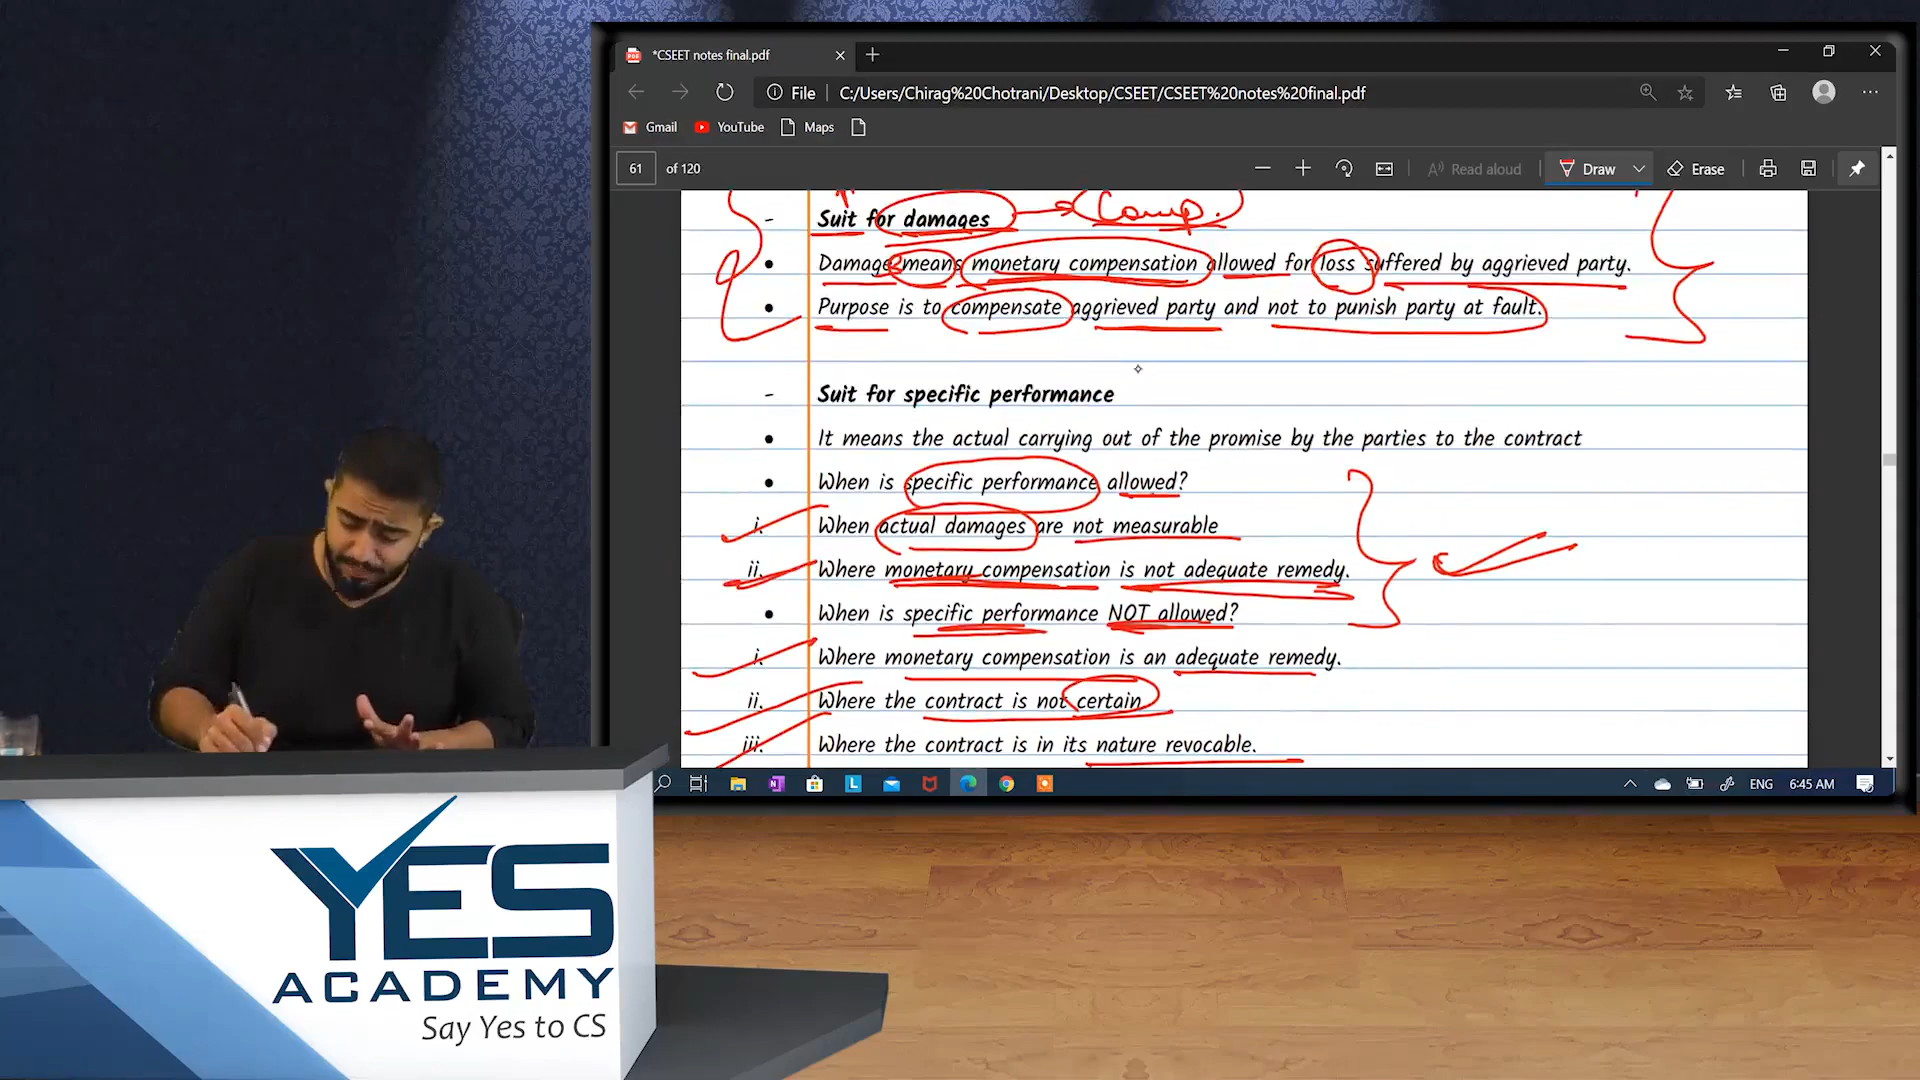 *CSEET notes final.pdf
File
C:/Users/Chirag%20Chotrani/Desktop/CSEET/CSEET%20notes%20final.pdf
Gmail YouTube Maps
61 of 120 Read aloud Draw Erase
- Suit for damages Comp.
• Damages means monetary compensation allowed for loss suffered by aggrieved party.
• Purpose is to compensate aggrieved party and not to punish party at fault.
- Suit for specific performance
• It means the actual carrying out of the promise by the parties to the contract
• When is specific performance allowed?
i. When actual damages are not measurable
ii. Where monetary compensation is not adequate remedy.
• When is specific performance NOT allowed?
i. Where monetary compensation is an adequate remedy.
ii. Where the contract is not certain
iii. Where the contract is in its nature revocable.
ENG 6:45 AM
YES
ACADEMY
Say Yes to CS